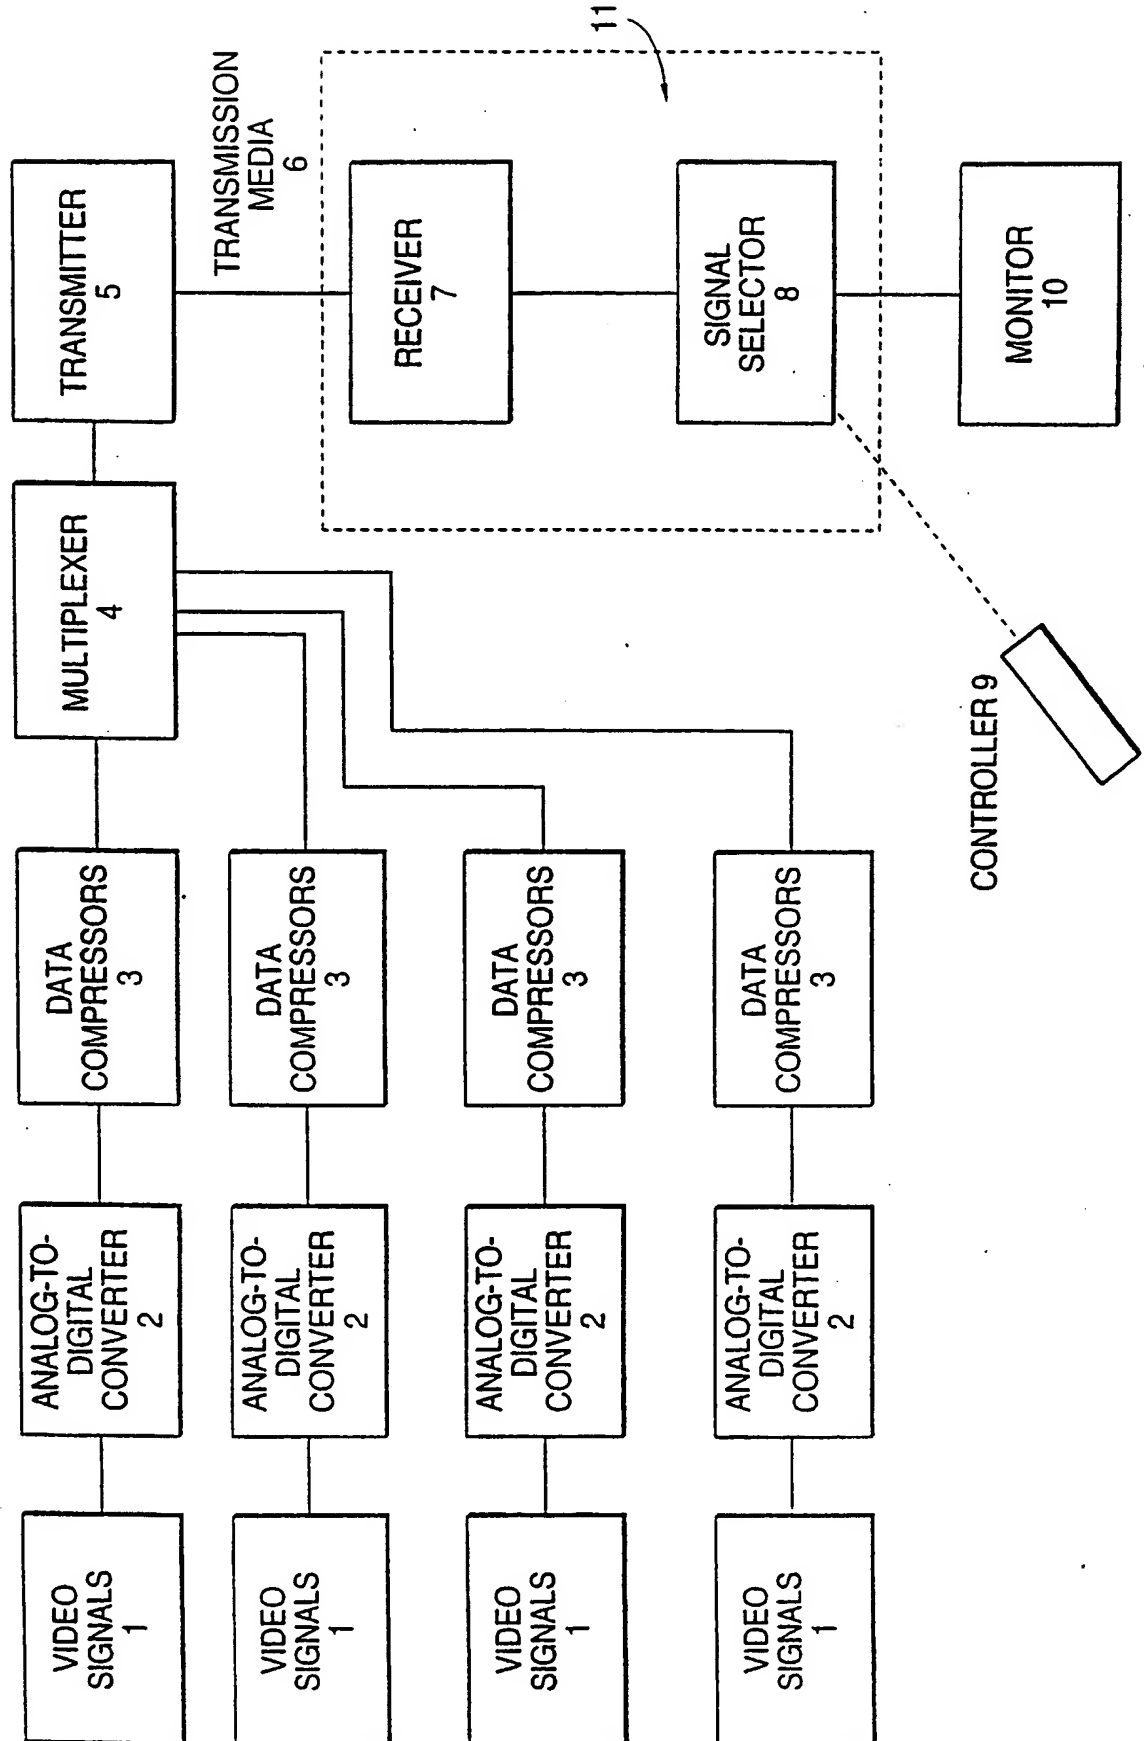 VIDEO
SIGNALS
1
ANALOG-TO-
DIGITAL
CONVERTER
2
DATA
COMPRESSORS
3
MULTIPLEXER
4
TRANSMITTER
5
VIDEO
SIGNALS
1
ANALOG-TO-
DIGITAL
CONVERTER
2
DATA
COMPRESSORS
3
TRANSMISSION
MEDIA
6
VIDEO
SIGNALS
1
ANALOG-TO-
DIGITAL
CONVERTER
2
DATA
COMPRESSORS
3
RECEIVER
7
11
VIDEO
SIGNALS
1
ANALOG-TO-
DIGITAL
CONVERTER
2
DATA
COMPRESSORS
3
SIGNAL
SELECTOR
8
CONTROLLER 9
MONITOR
10